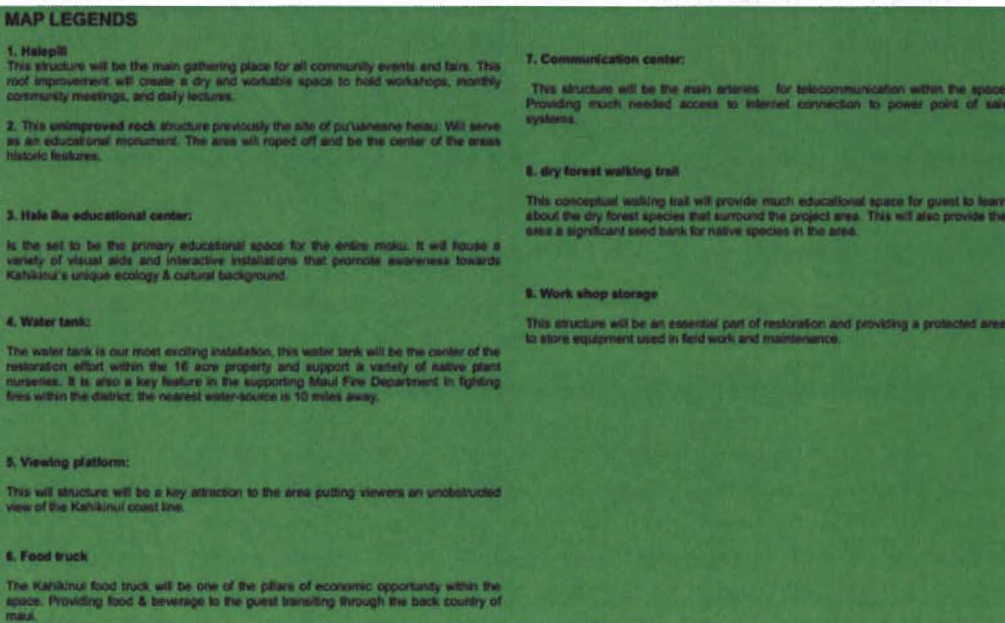 MAP LEGENDS
1. Halepili
This structure will be the main gathering place for all community events and fairs. This
roof improvement will create a dry and workable space to hold workshops, monthly
community meetings, and daily lectures.
2. This unimproved rock structure previously the site of pu'uaneane heiau: Will serve
as an educational monument. The area will roped off and be the center of the areas
historic features.
3. Hale ike educational center:
Is the set to be the primary educational space for the entire moku. It will house a
variety of visual aids and interactive installations that promote awareness towards
Kahikinui's unique ecology & cultural background.
4. Water tank:
The water tank is our most exciting installation, this water tank will be the center of the
restoration effort within the 16 acre property and support a variety of native plant
nurseries. It is also a key feature in the supporting Maui Fire Department in fighting
fires within the district; the nearest water-source is 10 miles away.
5. Viewing platform:
This will structure will be a key attraction to the area putting viewers an unobstructed
view of the Kahikinui coast line.
6. Food truck
The Kahikinui food truck will be one of the pillars of economic opportunity within the
space. Providing food & beverage to the guest transiting through the back country of
maui.
7. Communication center:
This structure will be the main arteries for telecommunication within the space
Providing much needed access to internet connection to power point of sale
systems.
8. dry forest walking trail
This conceptual walking trail will provide much educational space for guest to learn
about the dry forest species that surround the project area. This will also provide the
area a significant seed bank for native species in the area.
9. Work shop storage
This structure will be an essential part of restoration and providing a protected area
to store equipment used in field work and maintenance.